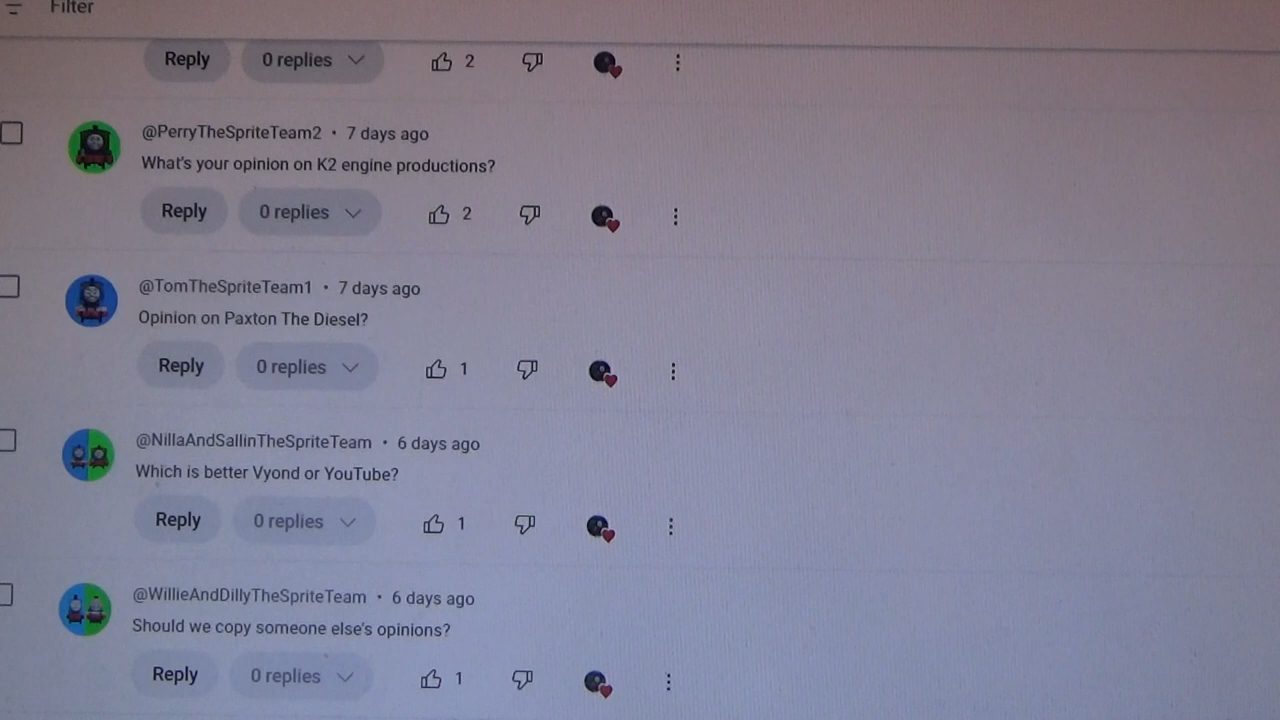 Filter
Reply 0 replies 2
@PerryTheSpriteTeam2 • 7 days ago
What's your opinion on K2 engine productions?
Reply 0 replies 2
@TomTheSpriteTeam1 • 7 days ago
Opinion on Paxton The Diesel?
Reply 0 replies 1
@NillaAndSallinTheSpriteTeam • 6 days ago
Which is better Vyond or YouTube?
Reply 0 replies 1
@WillieAndDillyTheSpriteTeam • 6 days ago
Should we copy someone else's opinions?
Reply 0 replies 1